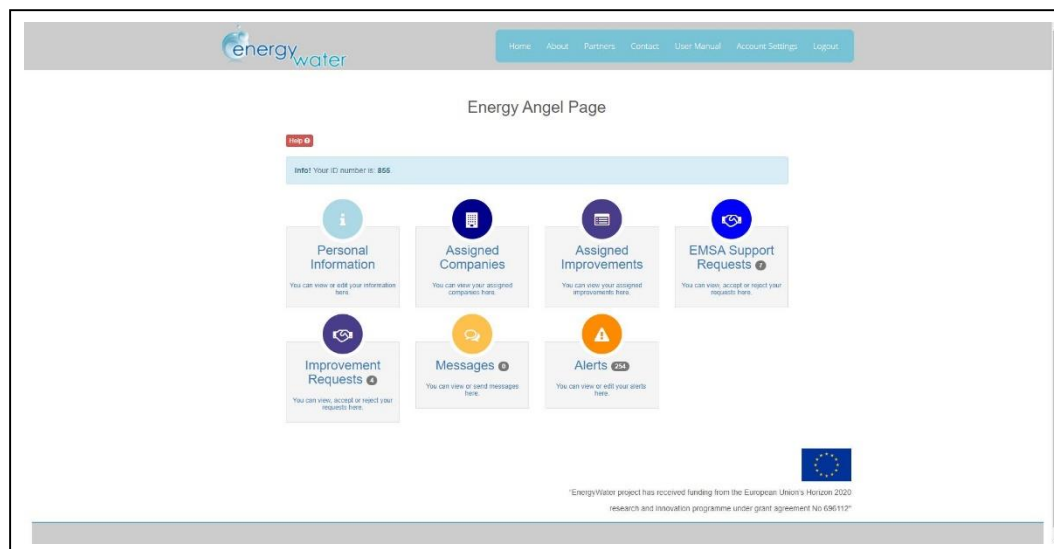 energy
water
Home About Partners Contact User Manual Account Settings Logout
Energy Angel Page
Help
Info! Your ID number is: 855.
Personal
Information
You can view or edit your information
here.
Assigned
Companies
You can view your assigned
companies here.
Assigned
Improvements
You can view your assigned
improvements here.
EMSA Support
Requests 7
You can view, accept or reject your
requests here.
Improvement
Requests 4
You can view, accept or reject your
requests here.
Messages 0
You can view or send messages
here.
Alerts 254
You can view or edit your alerts
here.
"EnergyWater project has received funding from the European Union's Horizon 2020
research and innovation programme under grant agreement No 696112"